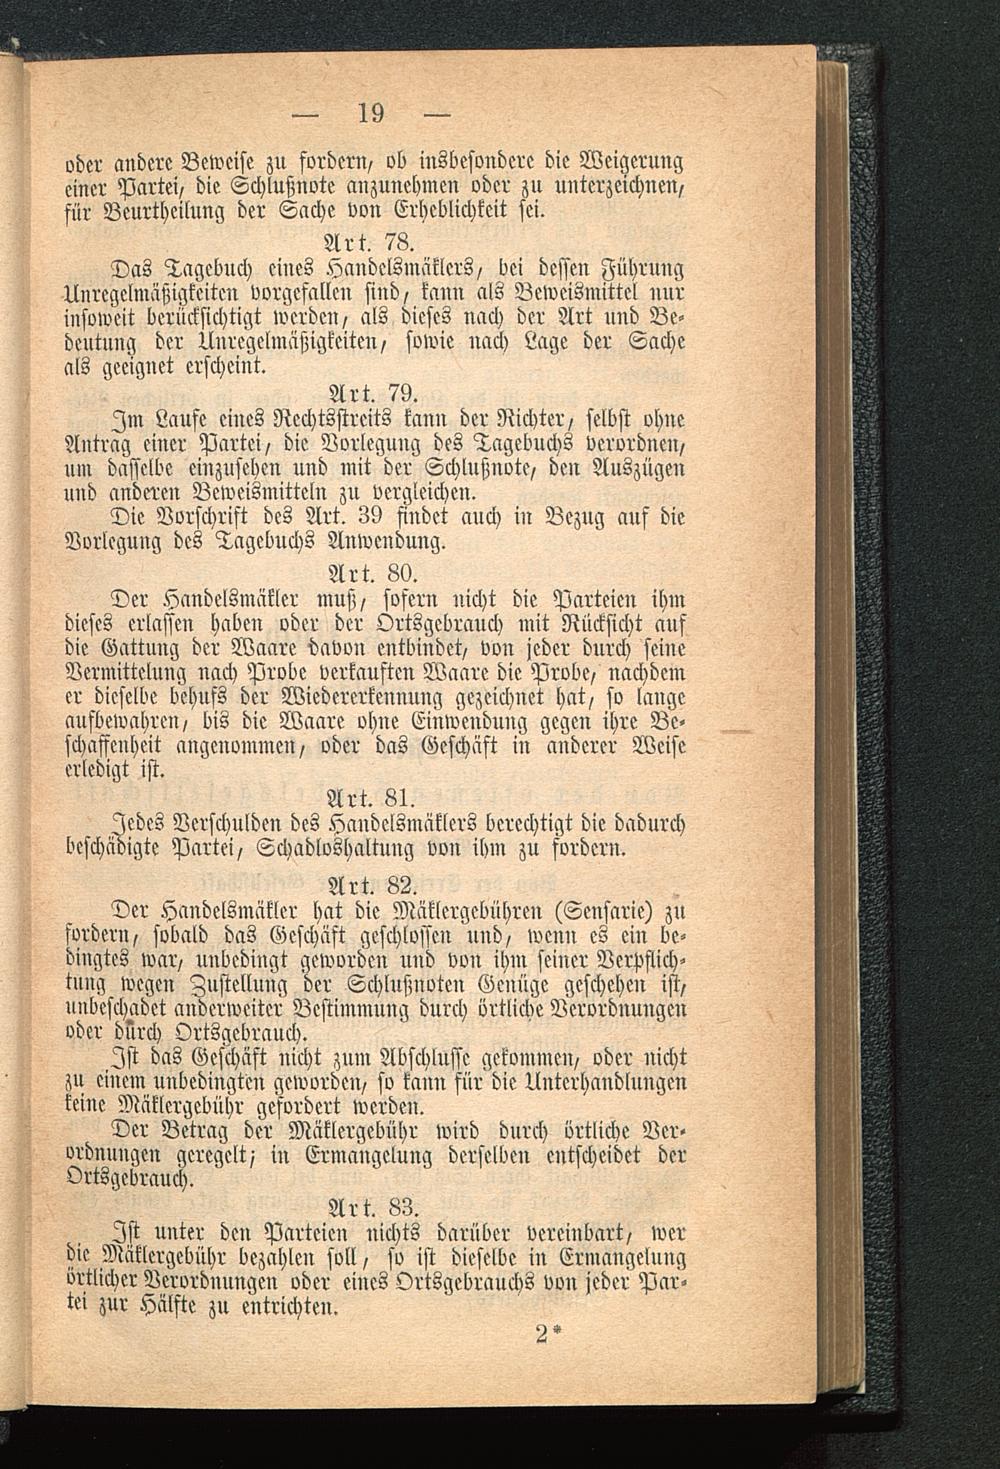 — 19 —
oder andere Beweise zu fordern, ob insbesondere die Weigerung
einer Partei, die Schlußnote anzunehmen oder zu unterzeichnen,
für Beurtheilung der Sache von Erheblichkeit sei.
Art. 78.
Das Tagebuch eines Handelsmäklers, bei dessen Führung
Unregelmäßigkeiten vorgefallen sind, kann als Beweismittel nur
insoweit berücksichtigt werden, als dieses nach der Art und Be-
deutung der Unregelmäßigkeiten, sowie nach Lage der Sache
als geeignet erscheint.
Art. 79.
Im Laufe eines Rechtsstreits kann der Richter, selbst ohne
Antrag einer Partei, die Vorlegung des Tagebuchs verordnen,
um dasselbe einzusehen und mit der Schlußnote, den Auszügen
und anderen Beweismitteln zu vergleichen.
Die Vorschrift des Art. 39 findet auch in Bezug auf die
Vorlegung des Tagebuchs Anwendung.
Art. 80.
Der Handelsmäkler muß, sofern nicht die Parteien ihm
dieses erlassen haben oder der Ortsgebrauch mit Rücksicht auf
die Gattung der Waare davon entbindet, von jeder durch seine
Vermittelung nach Probe verkauften Waare die Probe, nachdem
er dieselbe behufs der Wiedererkennung gezeichnet hat, so lange
aufbewahren, bis die Waare ohne Einwendung gegen ihre Be-
schaffenheit angenommen, oder das Geschäft in anderer Weise
erledigt ist.
Art. 81.
Jedes Verschulden des Handelsmäklers berechtigt die dadurch
beschädigte Partei, Schadloshaltung von ihm zu fordern.
Art. 82.
Der Handelsmäkler hat die Mäklergebühren (Sensarie) zu
fordern, sobald das Geschäft geschlossen und, wenn es ein be-
dingtes war, unbedingt geworden und von ihm seiner Verpflich-
tung wegen Zustellung der Schlußnoten Genüge geschehen ist,
unbeschadet anderweiter Bestimmung durch örtliche Verordnungen
oder durch Ortsgebrauch.
Ist das Geschäft nicht zum Abschlusse gekommen, oder nicht
zu einem unbedingten geworden, so kann für die Unterhandlungen
keine Mäklergebühr gefordert werden.
Der Betrag der Mäklergebühr wird durch örtliche Ver-
ordnungen geregelt; in Ermangelung derselben entscheidet der
Ortsgebrauch.
Art. 83.
Ist unter den Parteien nichts darüber vereinbart, wer
die Mäklergebühr bezahlen soll, so ist dieselbe in Ermangelung
örtlicher Verordnungen oder eines Ortsgebrauchs von jeder Par-
tei zur Hälfte zu entrichten.
2*